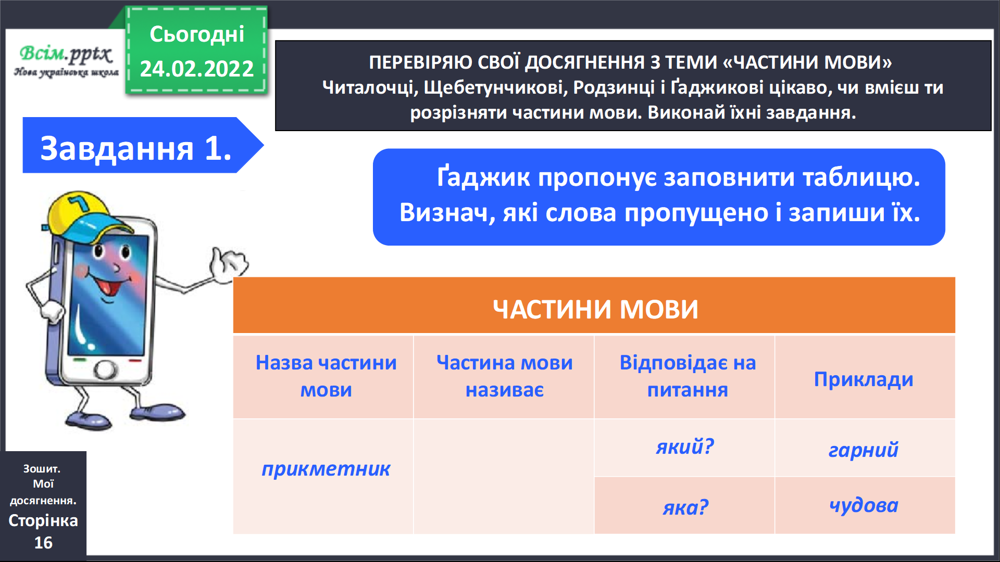 Всім.pptx
Нова українська школа
Сьогодні
24.02.2022
ПЕРЕВІРЯЮ СВОЇ ДОСЯГНЕННЯ З ТЕМИ «ЧАСТИНИ МОВИ»
Читалочці, Щебетунчикові, Родзинці і Ґаджикові цікаво, чи вмієш ти
розрізняти частини мови. Виконай їхні завдання.
Завдання 1.
Ґаджик пропонує заповнити таблицю.
Визнач, які слова пропущено і запиши їх.
ЧАСТИНИ МОВИ
Назва частини
мови
Частина мови
називає
Відповідає на
питання
Приклади
прикметник
який?
гарний
яка?
чудова
Зошит.
Мої
досягнення.
Сторінка
16